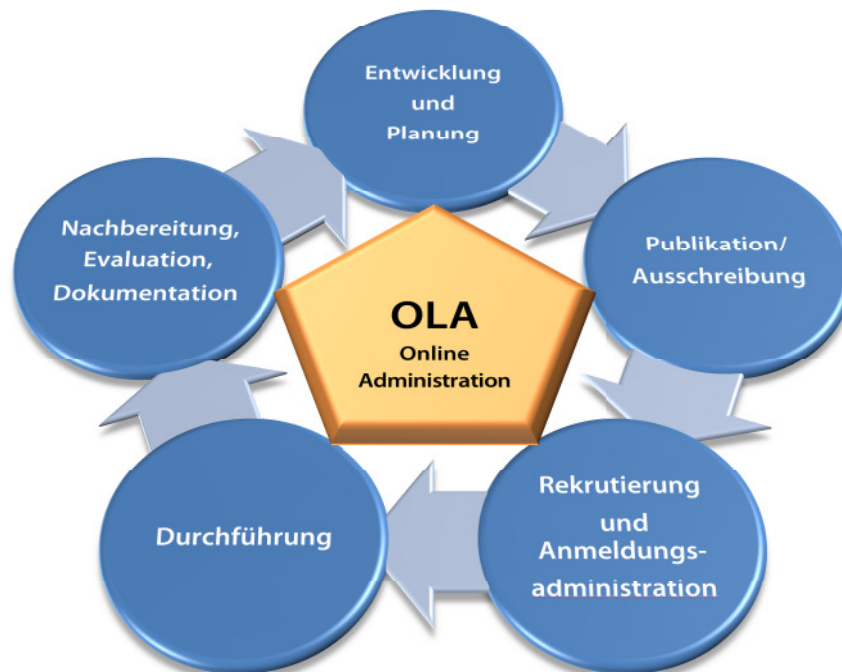 Entwicklung
und
Planung
Publikation/
Ausschreibung
Rekrutierung
und
Anmeldungs-
administration
Durchführung
Nachbereitung,
Evaluation,
Dokumentation
OLA
Online
Administration